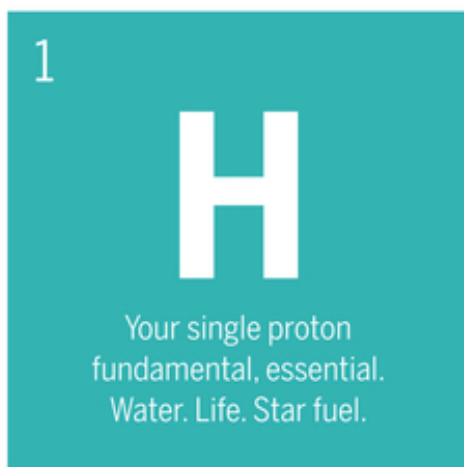 1
H
Your single proton
fundamental, essential.
Water. Life. Star fuel.